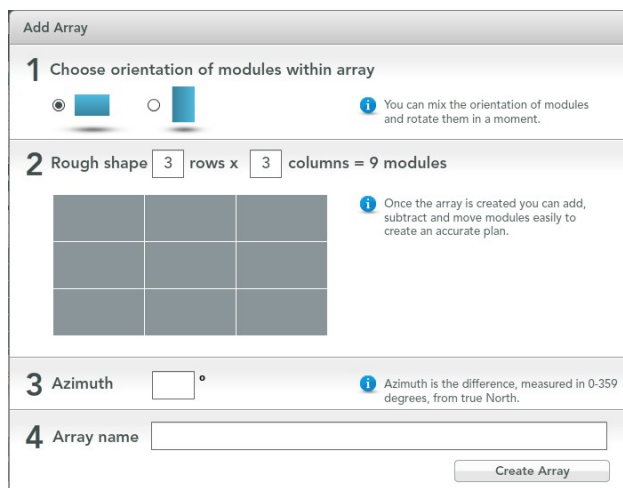 Add Array
1 Choose orientation of modules within array
You can mix the orientation of modules
and rotate them in a moment.
2 Rough shape 3 rows x 3 columns = 9 modules
Once the array is created you can add,
subtract and move modules easily to
create an accurate plan.
3 Azimuth º
Azimuth is the difference, measured in 0-359
degrees, from true North.
4 Array name
Create Array